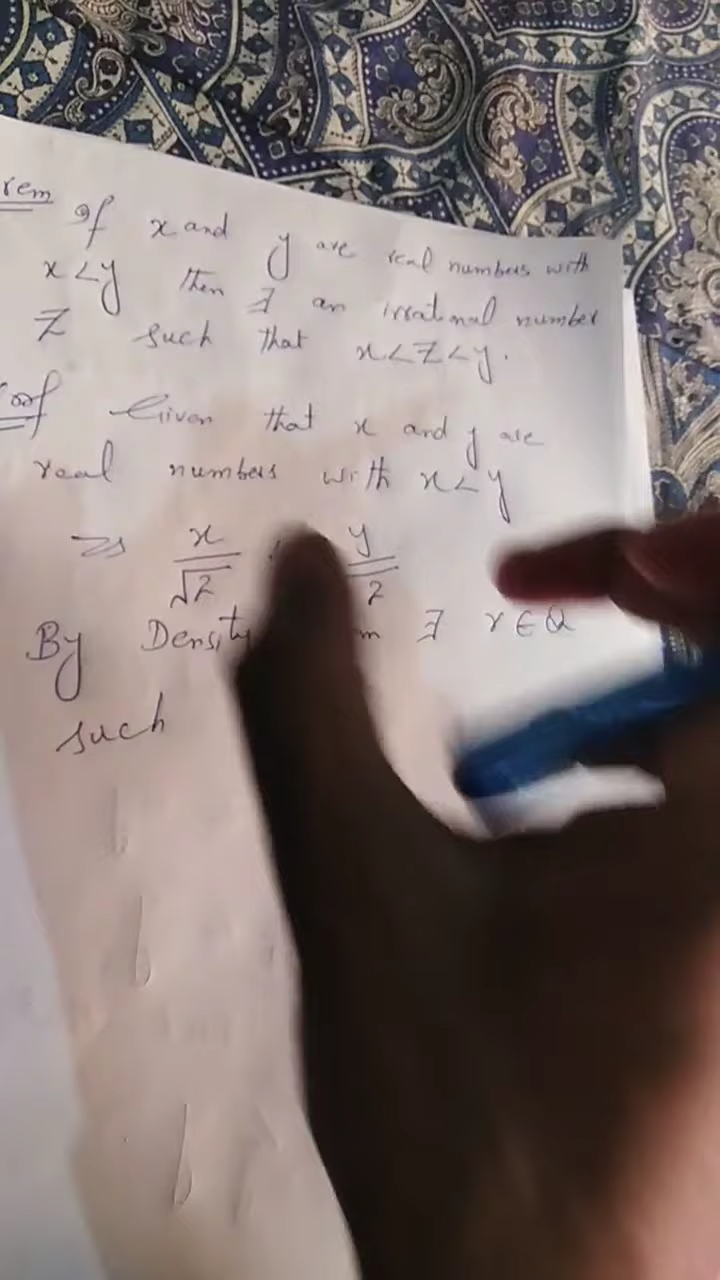 rem If x and y are real numbers with
x<y then ∃ an irrational number
Z such that x<Z<y.
oof Given that x and y are
real numbers with x<y
⇒ x/√2 y/2
By Density m ∃ r∈Q
such